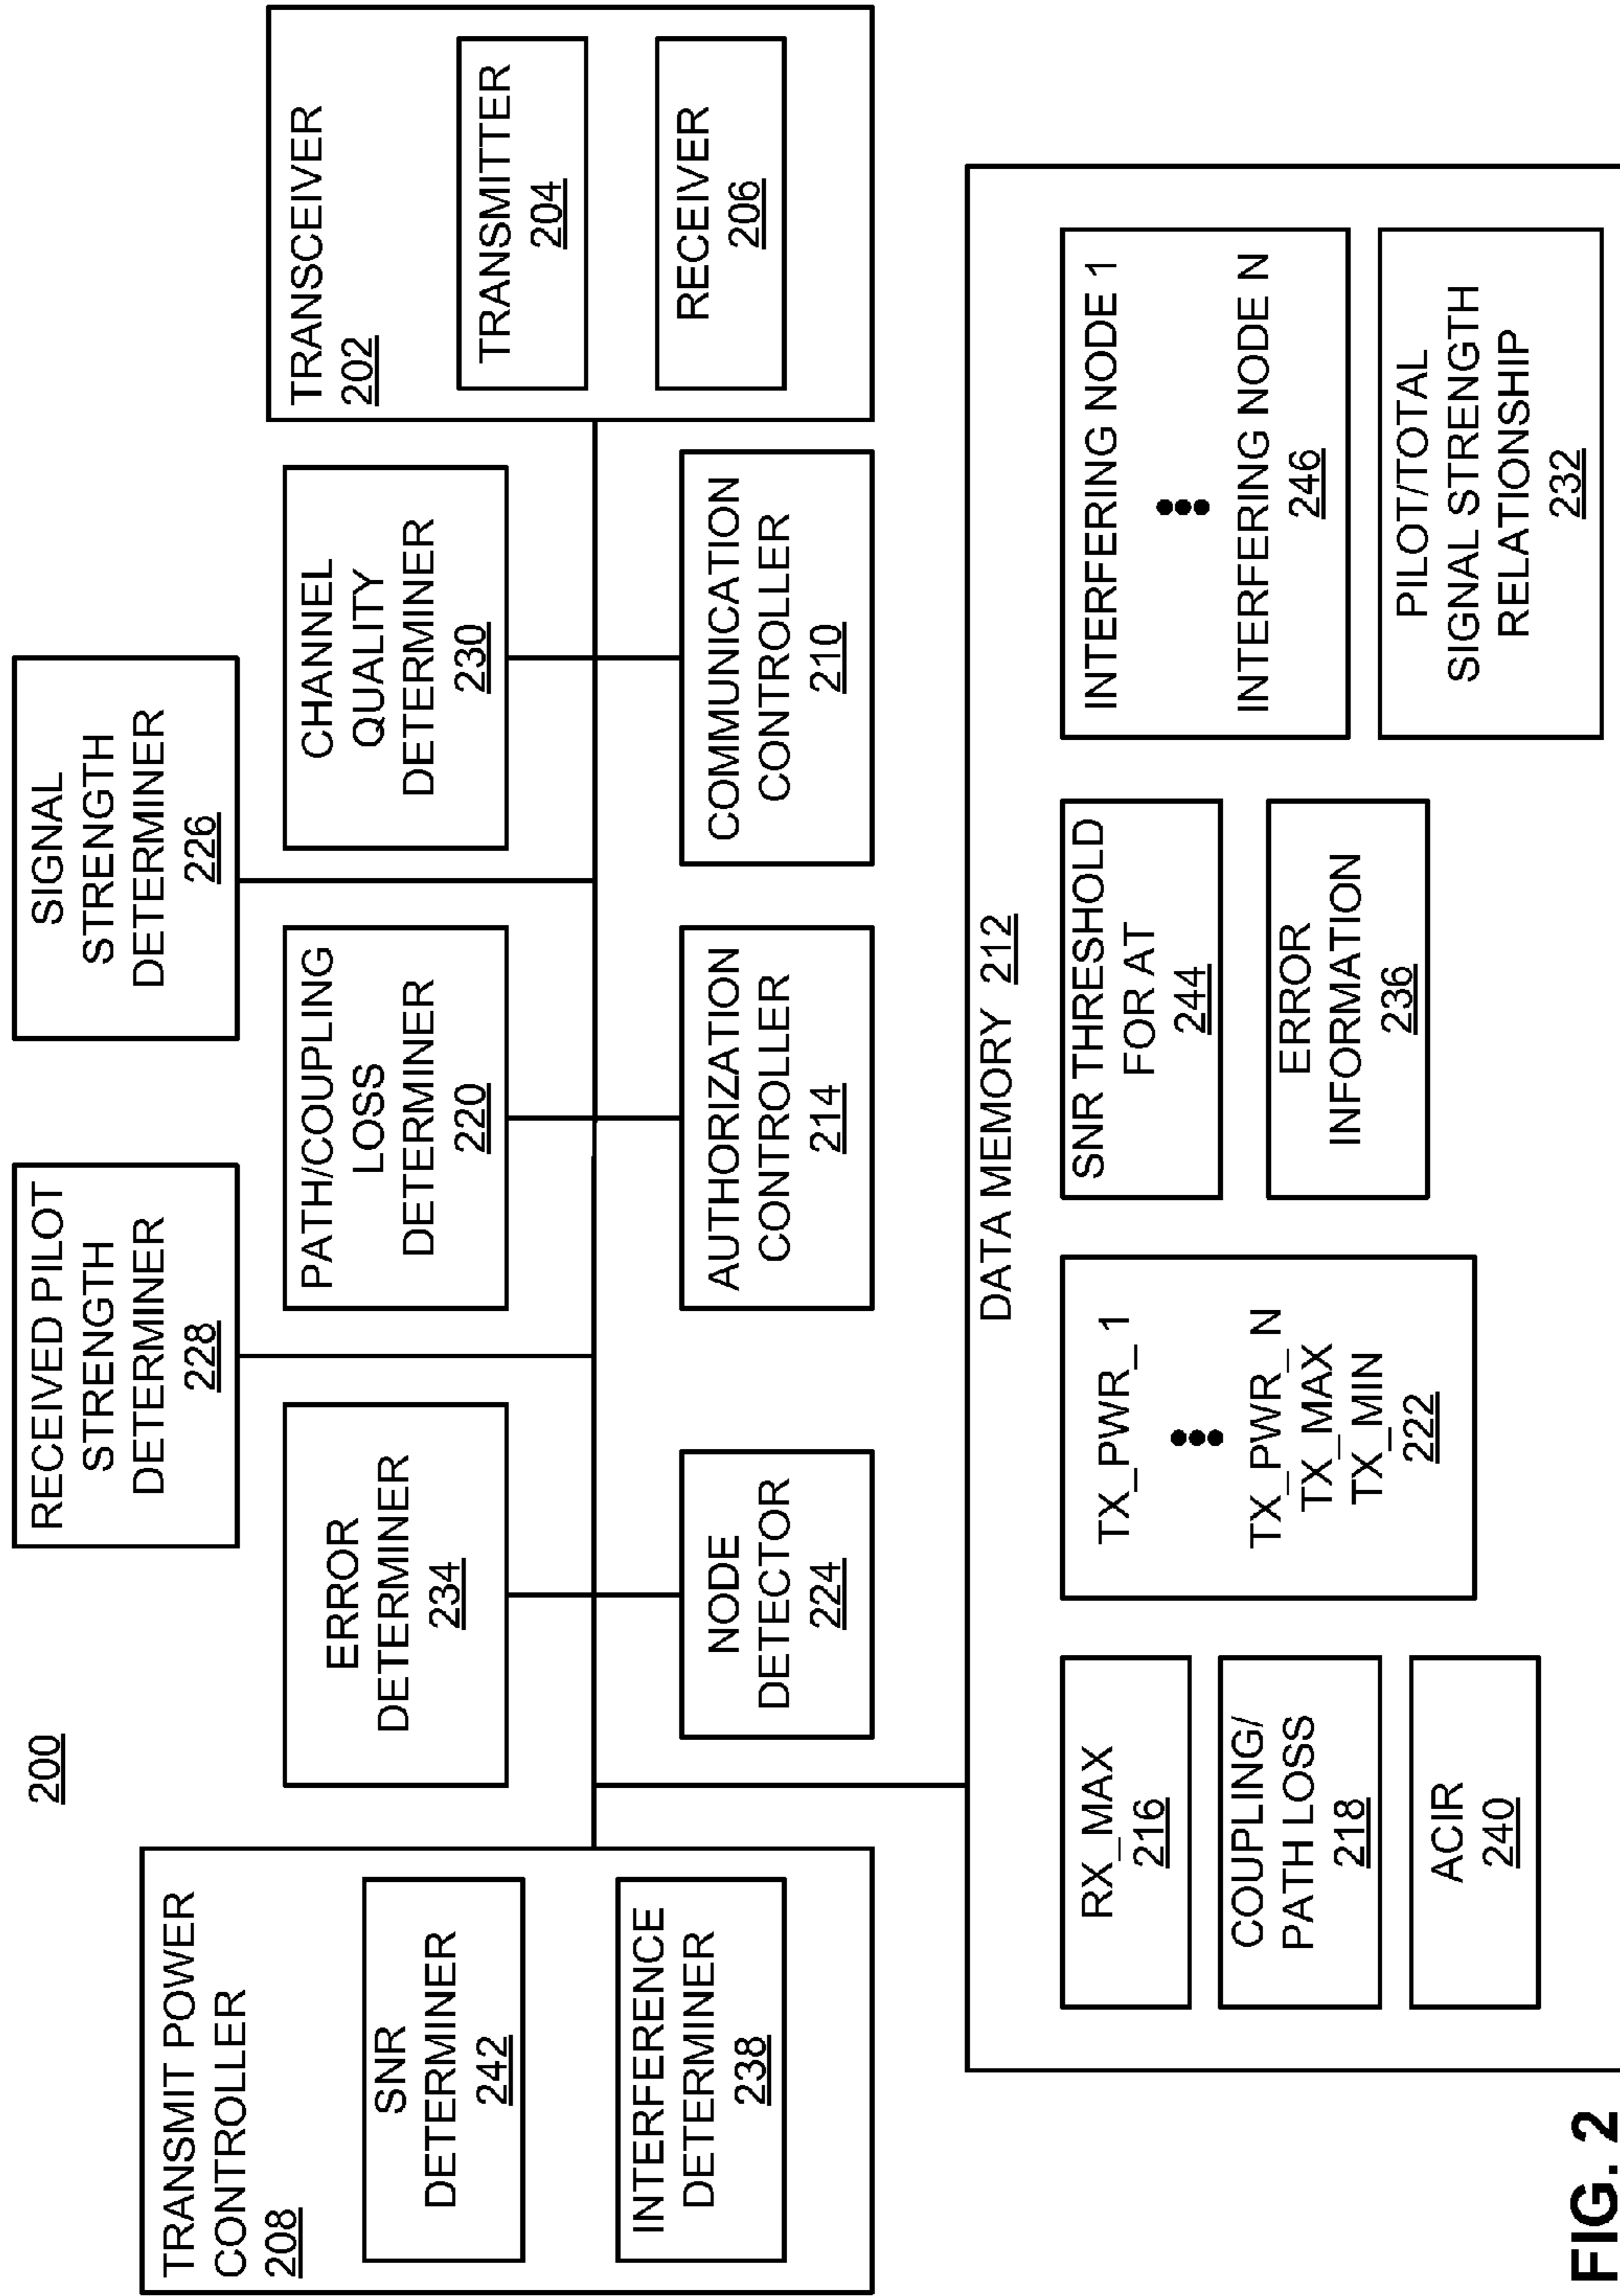 200
RECEIVED PILOT
STRENGTH
DETERMINER
228
SIGNAL
STRENGTH
DETERMINER
226
TRANSMIT POWER
CONTROLLER
208
SNR
DETERMINER
242
INTERFERENCE
DETERMINER
238
ERROR
DETERMINER
234
PATH/COUPLING
LOSS
DETERMINER
220
CHANNEL
QUALITY
DETERMINER
230
TRANSCEIVER
202
TRANSMITTER
204
RECEIVER
206
NODE
DETECTOR
224
AUTHORIZATION
CONTROLLER
214
COMMUNICATION
CONTROLLER
210
DATA MEMORY 212
RX_MAX
216
COUPLING/
PATH LOSS
218
ACIR
240
TX_PWR_1
•••
TX_PWR_N
TX_MAX
TX_MIN
222
SNR THRESHOLD
FOR AT
244
ERROR
INFORMATION
236
INTERFERING NODE 1
•••
INTERFERING NODE N
246
PILOT/TOTAL
SIGNAL STRENGTH
RELATIONSHIP
232
FIG. 2